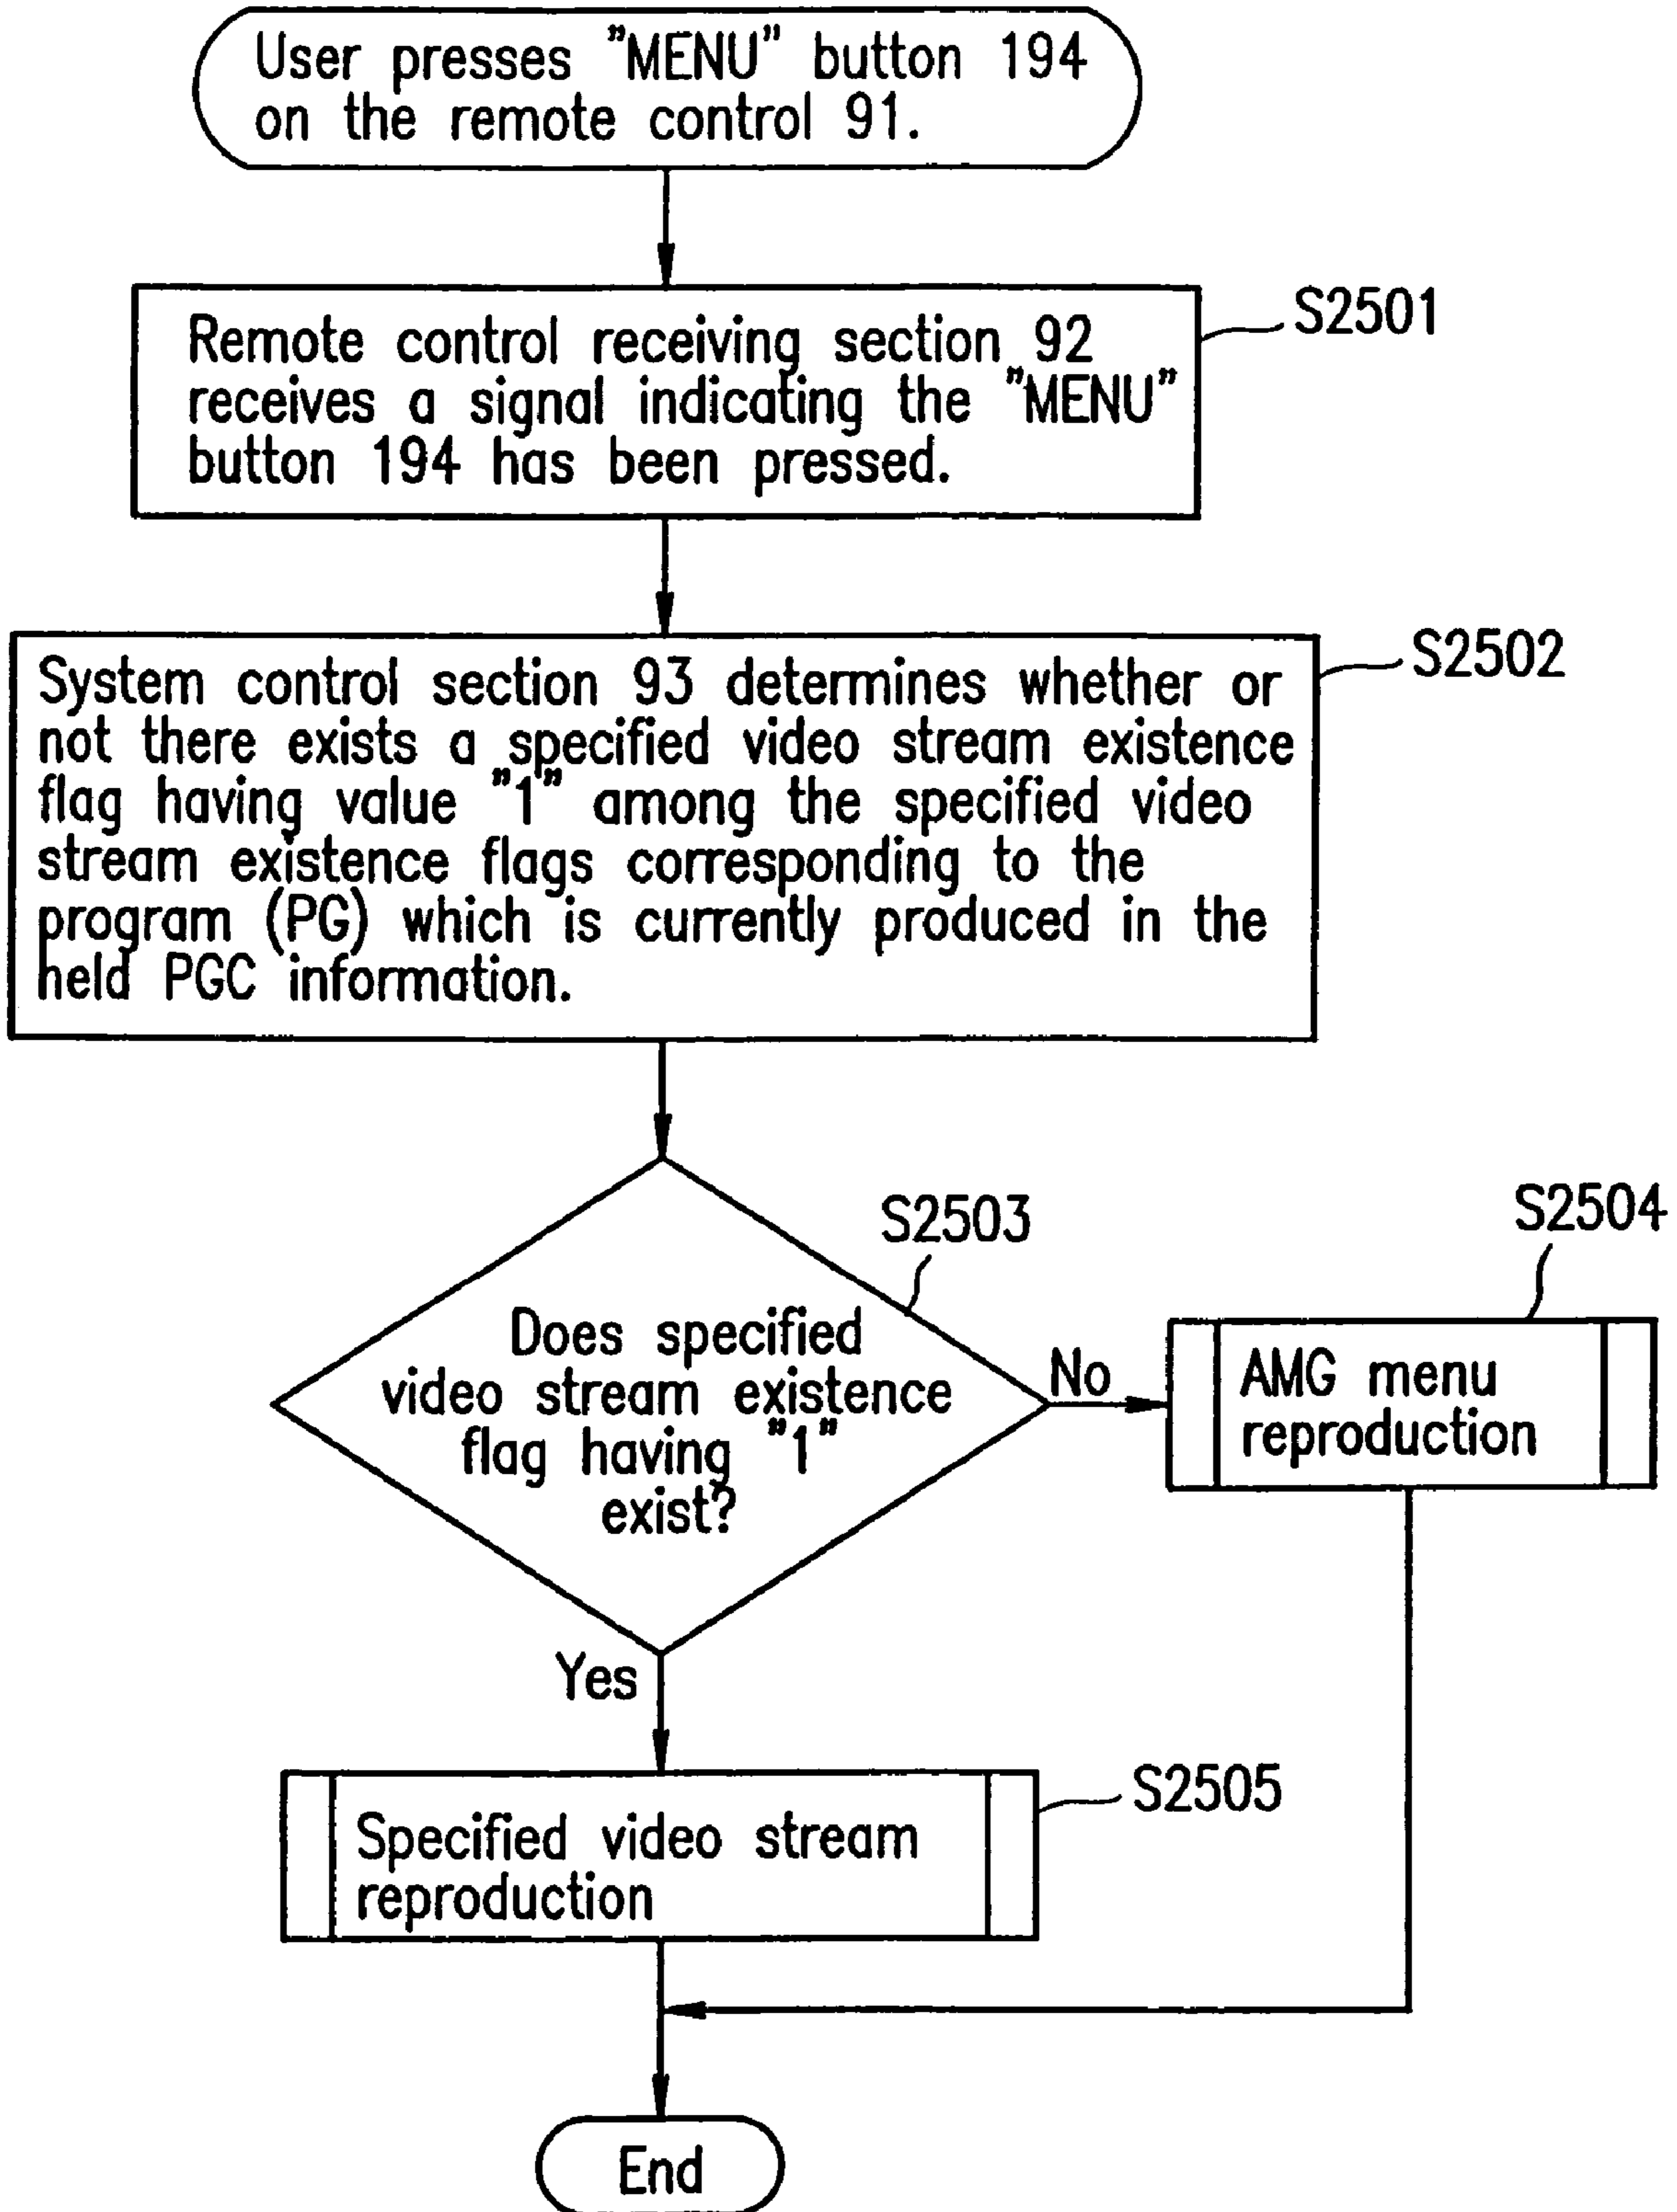 User presses "MENU" button 194
on the remote control 91.
S2501
Remote control receiving section 92
receives a signal indicating the "MENU"
button 194 has been pressed.
S2502
System control section 93 determines whether or
not there exists a specified video stream existence
flag having value "1" among the specified video
stream existence flags corresponding to the
program (PG) which is currently produced in the
held PGC information.
S2503
Does specified
video stream existence
flag having "1"
exist?
No
S2504
AMG menu
reproduction
Yes
S2505
Specified video stream
reproduction
End